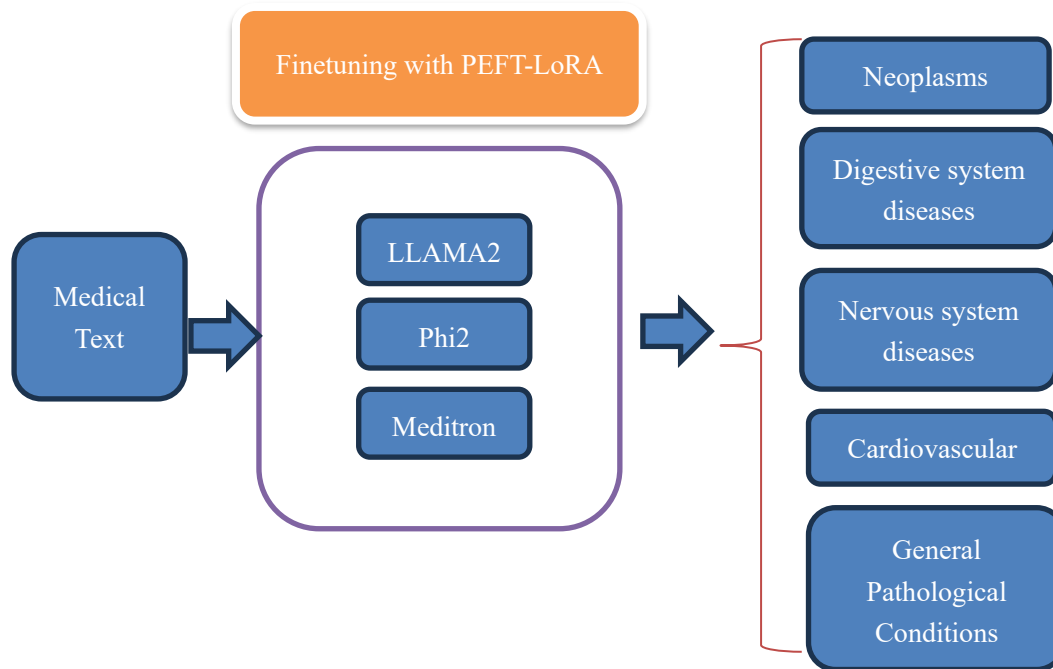 Finetuning with PEFT-LoRA
Medical
Text
LLAMA2
Phi2
Meditron
Neoplasms
Digestive system
diseases
Nervous system
diseases
Cardiovascular
General
Pathological
Conditions